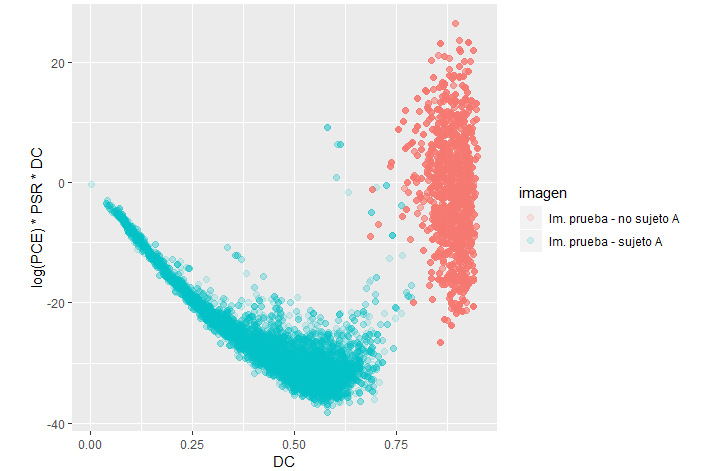 log(PCE) * PSR * DC
20
0
-20
-40
0.00
0.25
0.50
0.75
DC
imagen
Im. prueba - no sujeto A
Im. prueba - sujeto A